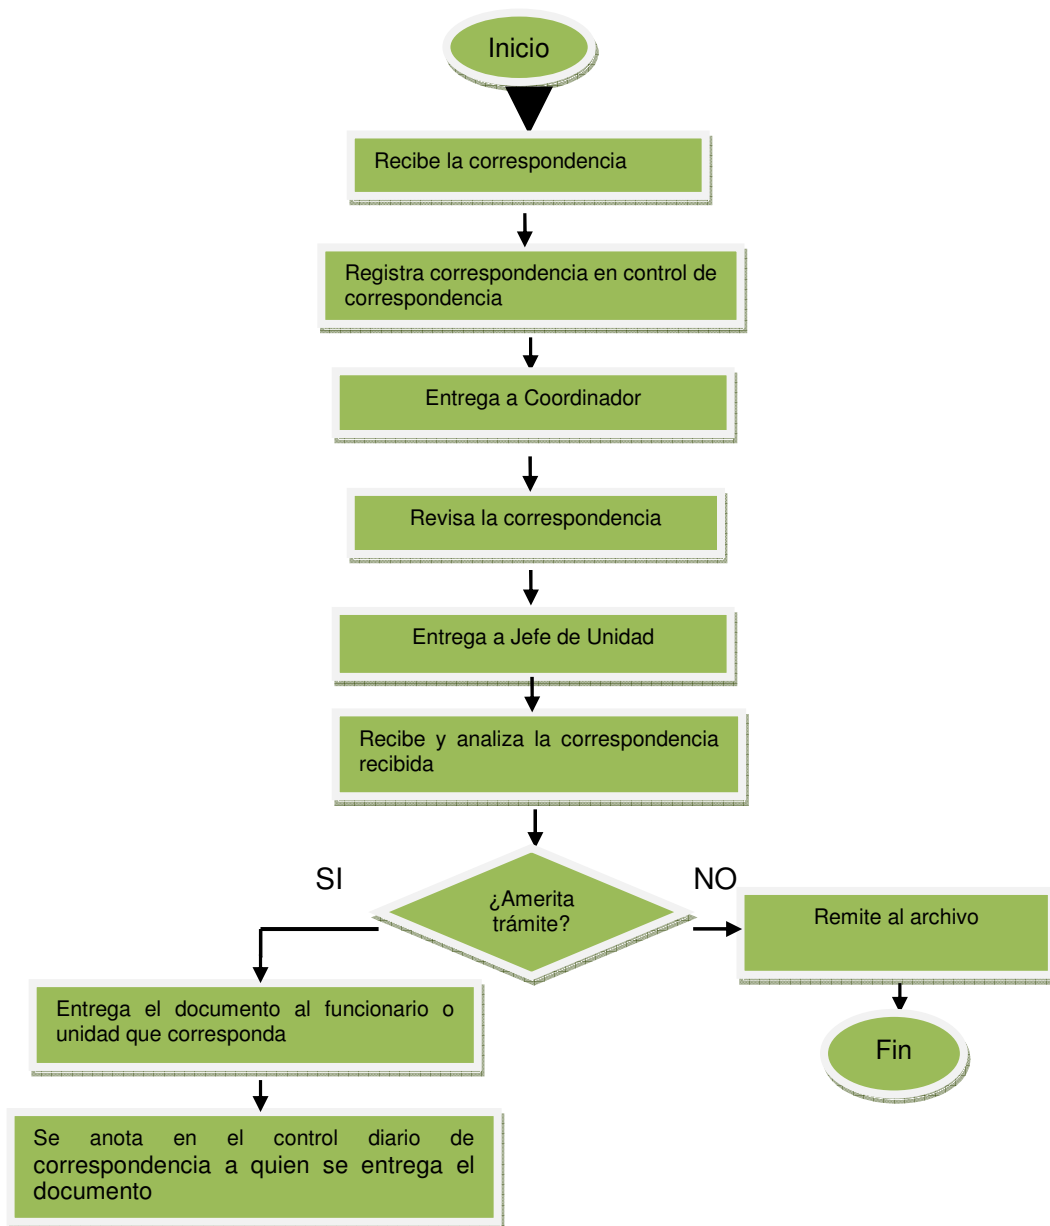 Inicio
Recibe la correspondencia
Registra correspondencia en control de
correspondencia
Entrega a Coordinador
Revisa la correspondencia
Entrega a Jefe de Unidad
Recibe y analiza la correspondencia
recibida
SI
¿Amerita
trámite?
NO
Remite al archivo
Entrega el documento al funcionario o
unidad que corresponda
Fin
Se anota en el control diario de
correspondencia a quien se entrega el
documento